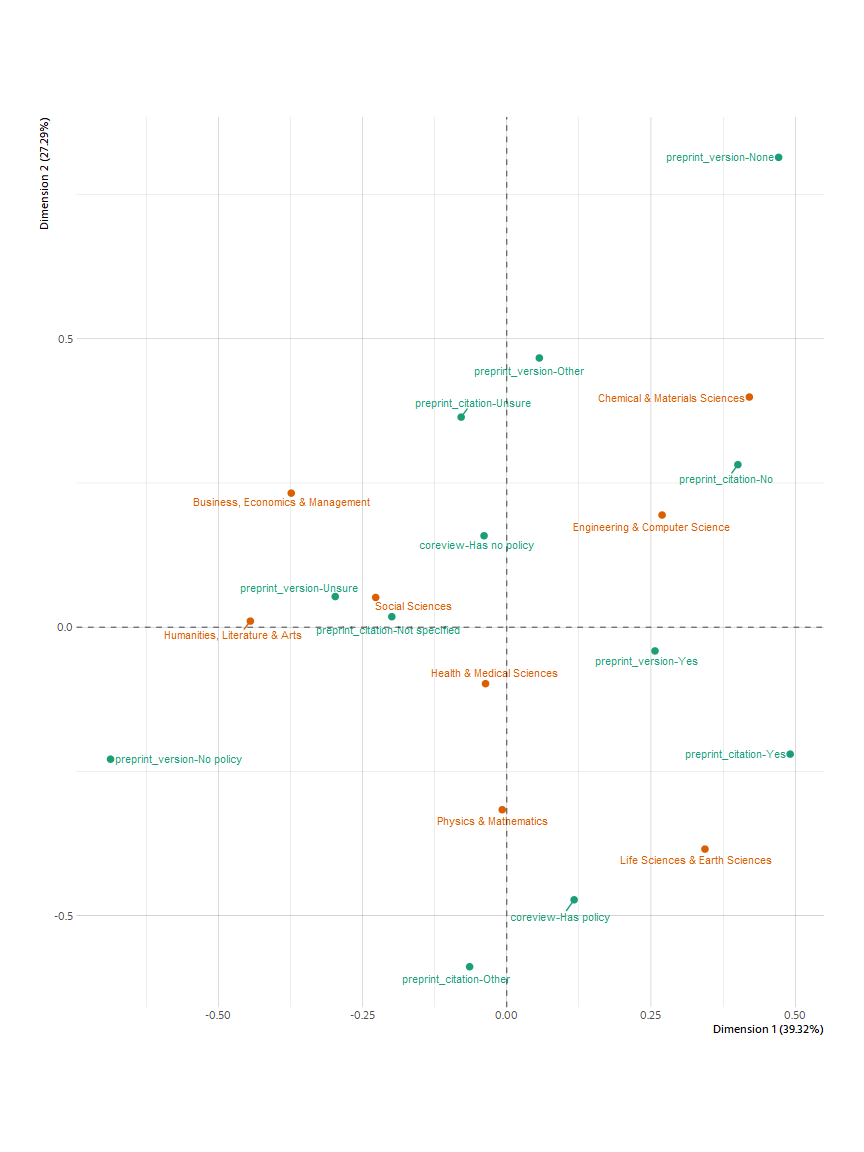 Dimension 2 (27.29%)
preprint_version-None
0.5
preprint_version-Other
Chemical & Materials Sciences
preprint_citation-Unsure
preprint_citation-No
Business, Economics & Management
Engineering & Computer Science
coreview-Has no policy
preprint_version-Unsure
Social Sciences
0.0
preprint_citation-Not specified
Humanities, Literature & Arts
preprint_version-Yes
Health & Medical Sciences
preprint_citation-Yes
preprint_version-No policy
Physics & Mathematics
Life Sciences & Earth Sciences
-0.5
coreview-Has policy
preprint_citation-Other
-0.50
-0.25
0.00
0.25
0.50
Dimension 1 (39.32%)